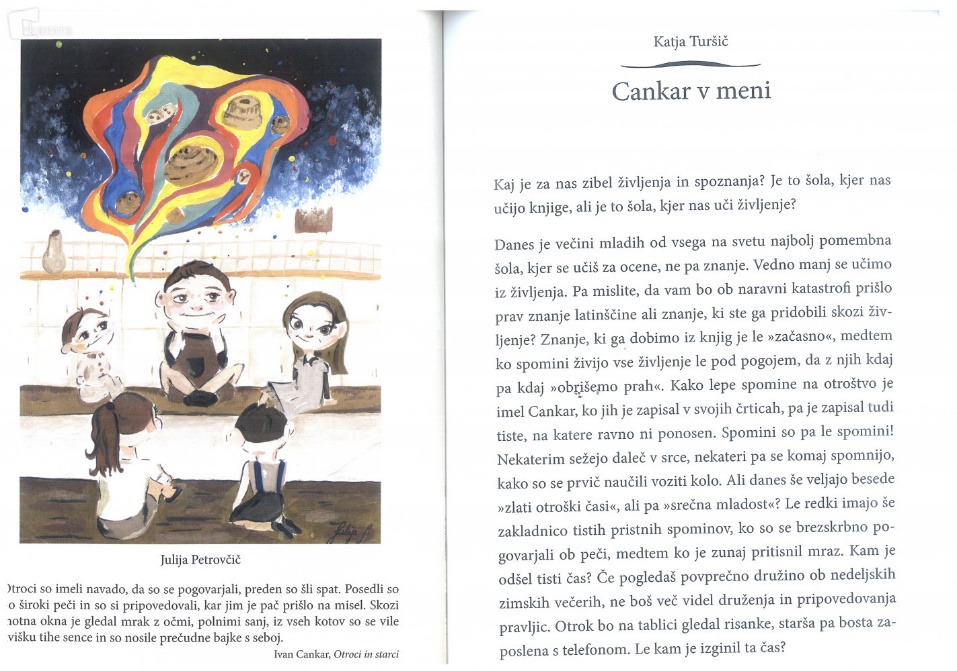 Julija Petrovčič
Otroci so imeli navado, da so se pogovarjali, preden so šli spat. Posedli so
o široki peči in so si pripovedovali, kar jim je pač prišlo na misel. Skozi
motna okna je gledal mrak z očmi, polnimi sanj, iz vseh kotov so se vile
višku tihe sence in so nosile prečudne bajke s seboj.
Ivan Cankar, Otroci in starci
Katja Turšič
Cankar v meni
Kaj je za nas zibel življenja in spoznanja? Je to šola, kjer nas
učijo knjige, ali je to šola, kjer nas uči življenje?
Danes je večini mladih od vsega na svetu najbolj pomembna
šola, kjer se učiš za ocene, ne pa znanje. Vedno manj se učimo
iz življenja. Pa mislite, da vam bo ob naravni katastrofi prišlo
prav znanje latinščine ali znanje, ki ste ga pridobili skozi živ-
ljenje? Znanje, ki ga dobimo iz knjig je le »začasno«, medtem
ko spomini živijo vse življenje le pod pogojem, da z njih kdaj
pa kdaj »obrišemo prah«. Kako lepe spomine na otroštvo je
imel Cankar, ko jih je zapisal v svojih črticah, pa je zapisal tudi
tiste, na katere ravno ni ponosen. Spomini so pa le spomini!
Nekaterim sežejo daleč v srce, nekateri pa se komaj spomnijo,
kako so se prvič naučili voziti kolo. Ali danes še veljajo besede
»zlati otroški časi«, ali pa »srečna mladost«? Le redki imajo še
zakladnico tistih pristnih spominov, ko so se brezskrbno po-
govarjali ob peči, medtem ko je zunaj pritisnil mraz. Kam je
odšel tisti čas? Če pogledaš povprečno družino ob nedeljskih
zimskih večerih, ne boš več videl druženja in pripovedovanja
pravljic. Otrok bo na tablici gledal risanke, starša pa bosta za-
poslena s telefonom. Le kam je izginil ta čas?